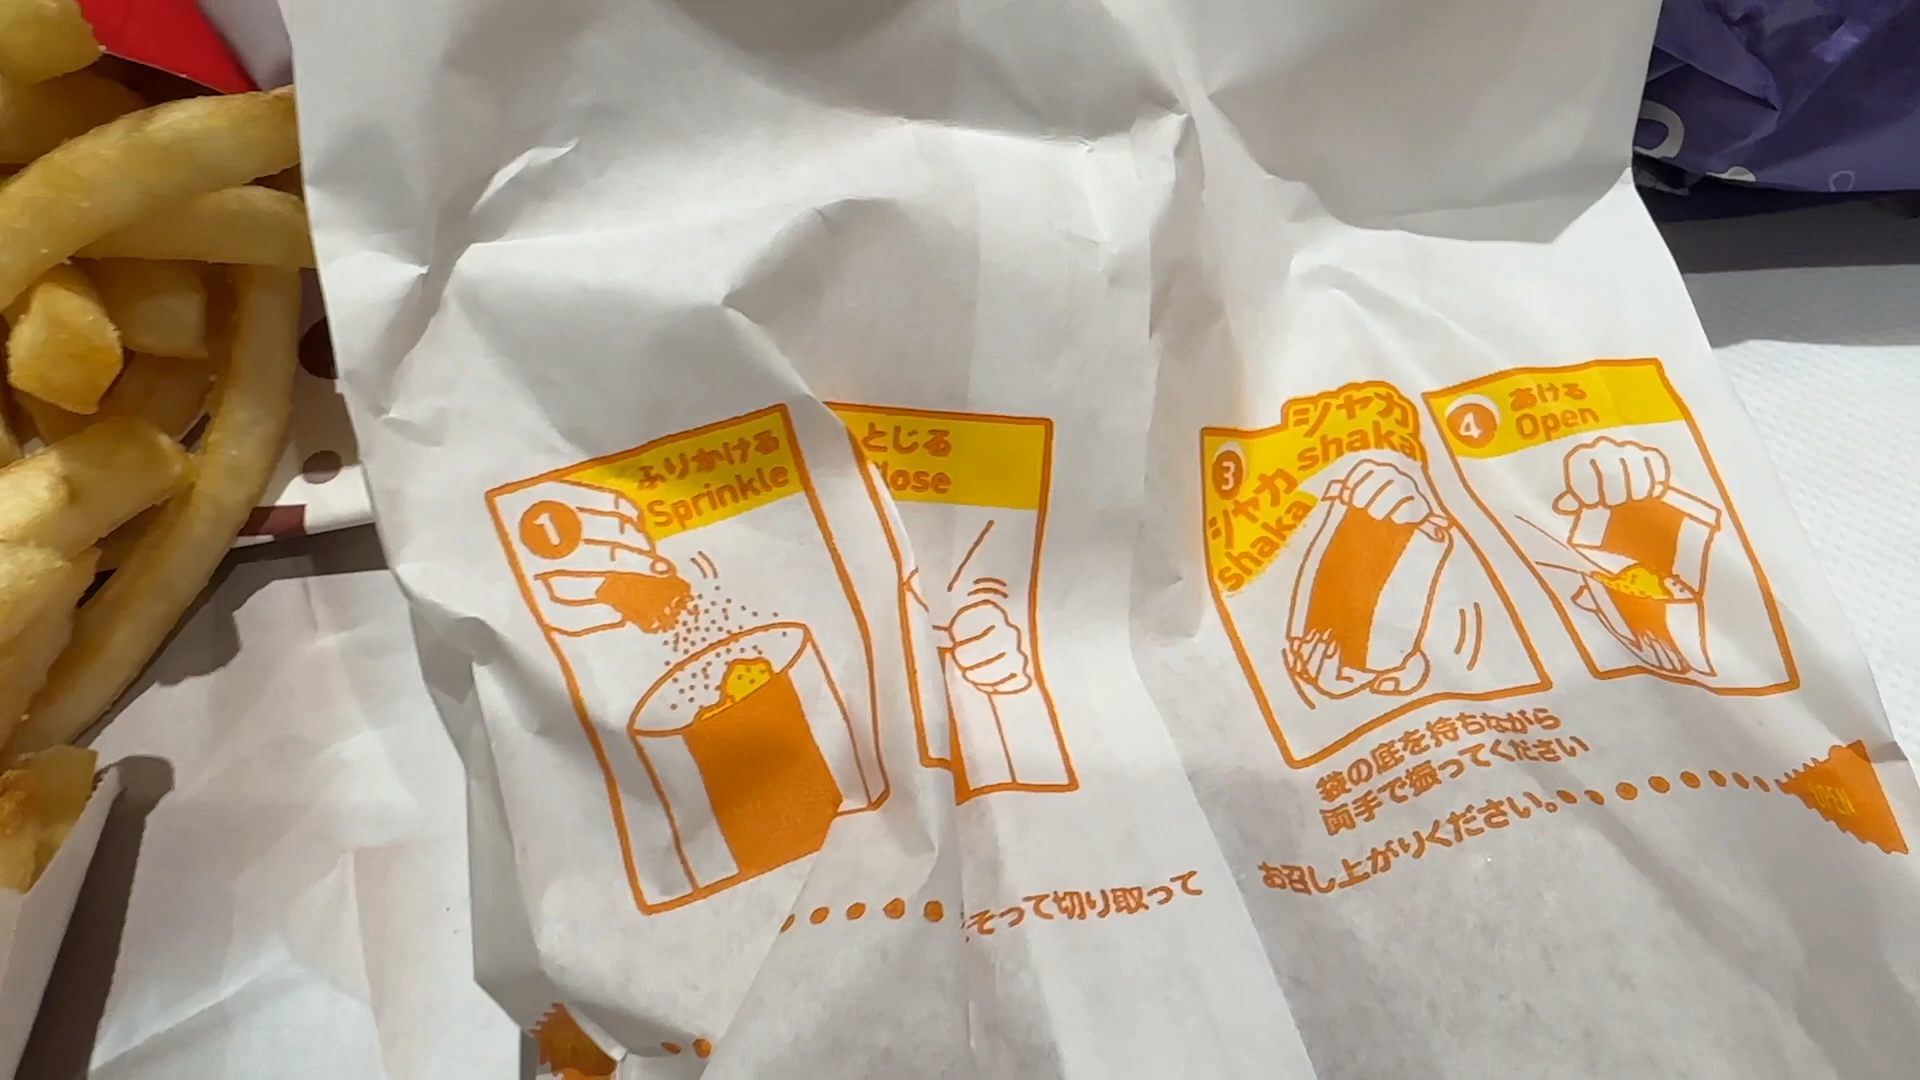 1
ふりかける
Sprinkle
とじる
lose
3
シャカ
shaka
シャカ
shaka
4
あける
Open
袋の底を持ちながら
両手で振ってください
そって切り取って
お召し上がりください。
OPEN